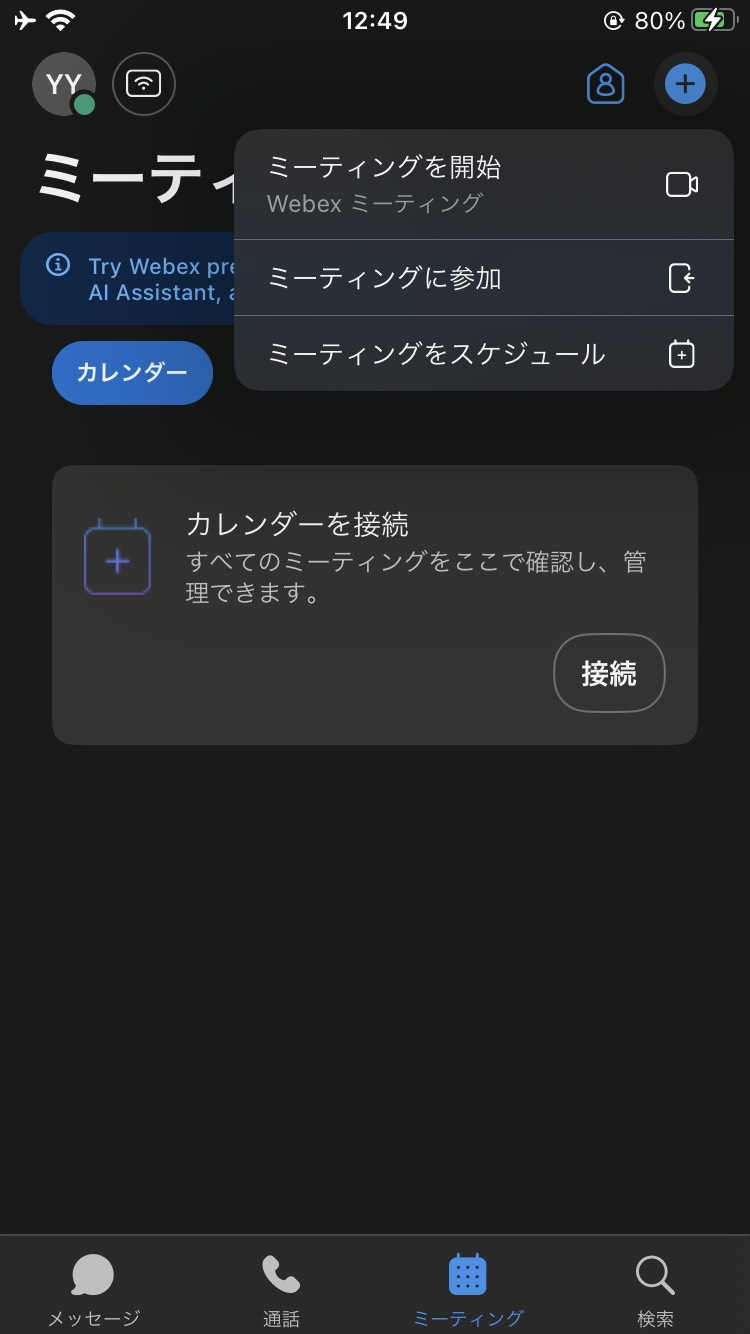 12:49
80%
YY
ミーティ
ミーティングを開始
Webex ミーティング
ミーティングに参加
ミーティングをスケジュール
Try Webex
AI Assistant,
カレンダー
カレンダーを接続
すべてのミーティングをここで確認し、管
理できます。
接続
メッセージ
通話
ミーティング
検索